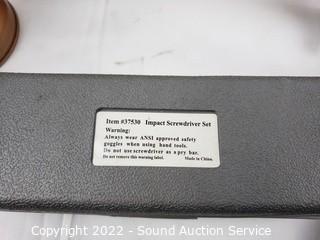 Item #37530 Impact Screwdriver Set
Warning:
Always wear ANSI approved safety
goggles when using hand tools.
Do not use screwdriver as a pry bar.
Do not remove this warning label. Made in China.
Copyright 2022 - Sound Auction Service